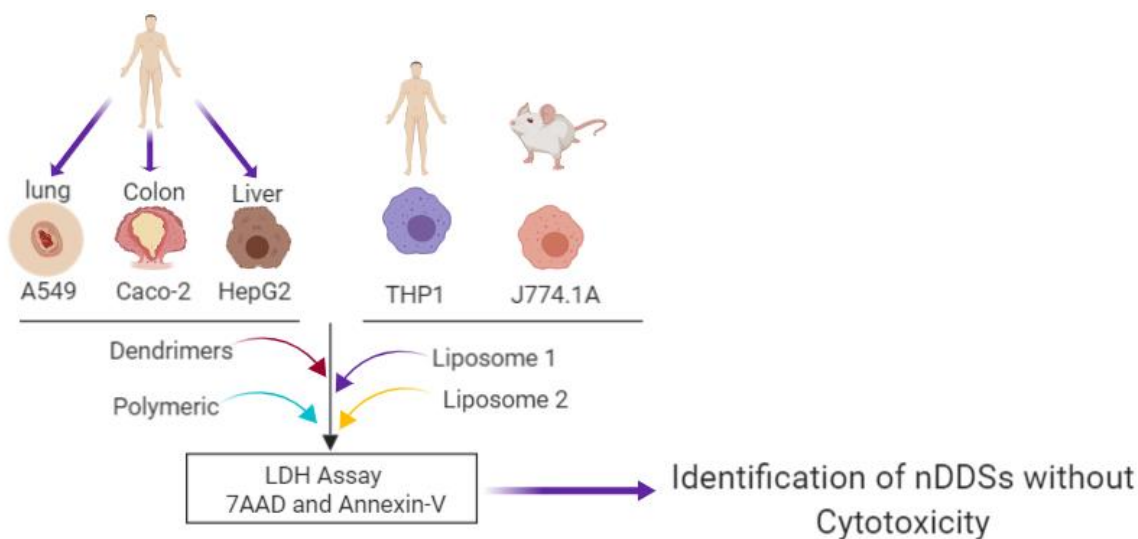 lung
Colon
Liver
A549
Caco-2
HepG2
THP1
J774.1A
Dendrimers
Liposome 1
Polymeric
Liposome 2
LDH Assay
7AAD and Annexin-V
Identification of nDDSs without
Cytotoxicity